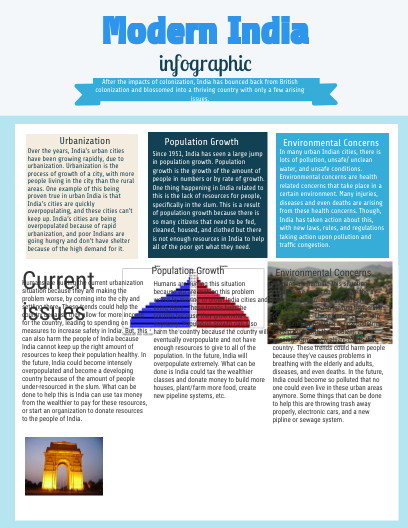 Modern India
infographic
After the impacts of colonization, India has bounced back from British
colonization and blossomed into a thriving country with only a few arising
issues.
Urbanization
Over the years, India's urban cities
have been growing rapidly, due to
urbanization. Urbanization is the
process of growth of a city, with more
people living in the city than the rural
areas. One example of this being
proven true in urban India is that
India's cities are quickly
overpopulating, and these cities can't
keep up. India's cities are being
overpopulated because of rapid
urbanization, and poor Indians are
going hungry and don't have shelter
because of the high demand for it.
Population Growth
Since 1951, India has seen a large jump
in population growth. Population
growth is the growth of the amount of
people in numbers or by rate of growth.
One thing happening in India related to
this is the lack of resources for people,
specifically in the slum. This is a result
of population growth because there is
so many citizens that need to be fed,
cleaned, housed, and clothed but there
is not enough resources in India to help
all of the poor get what they need.
Environmental Concerns
In many urban Indian cities, there is
lots of pollution, unsafe/ unclean
water, and unsafe conditions.
Environmental concerns are health
related concerns that take place in a
certain environment. Many injuries,
diseases and even deaths are arising
from these health concerns. Though,
India has taken action about this,
with new laws, rules, and regulations
taking action upon pollution and
traffic congestion.
Current
Issues
Humans are the current urbanization
situation because they are making the
problem worse, by coming into the city and
could help the
allow for more
for the country, leading to spending on
measures to increase safety in India. But, this
can also harm the people of India because
India cannot keep up the right amount of
resources to keep their population healthy. In
the future, India could become intensely
overpopulated and become a developing
country because of the amount of people
under-resourced in the slum. What can be
done to help this is India can use tax money
from the wealthier to pay for these resources,
or start an organization to donate resources
to the people of India.
Population Growth
Humans are this situation
this problem
India cities and
harm the country because the country will
eventually overpopulate and not have
enough resources to give to all of the
population. In the future, India will
overpopulate extremely. What can be
done is India could tax the wealthier
classes and donate money to build more
houses, plant/farm more food, create
new pipeline systems, etc.
Environmental Concerns
country. These trends could harm people
because they've causes problems in
breathing with the elderly and adults,
diseases, and even deaths. In the future,
India could become so polluted that no
one could even live in these urban areas
anymore. Some things that can be done
to help this are throwing trash away
properly, electronic cars, and a new
pipline or sewage system.